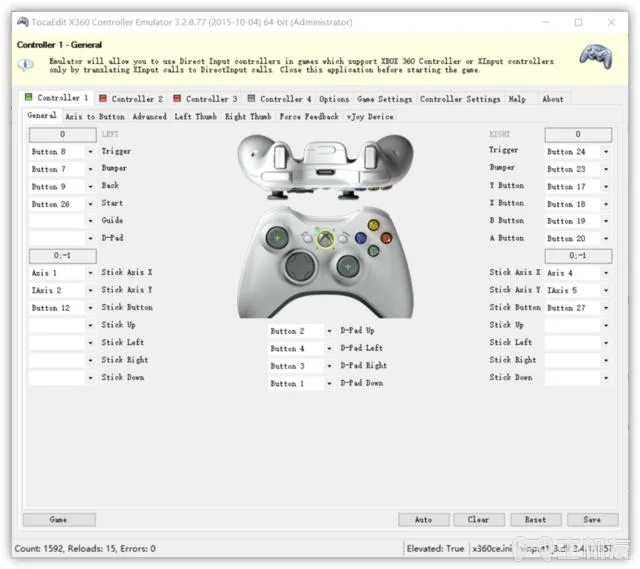 TocaEdit X360 Controller Emulator 3.2.8.77 (2015-10-04) 64-bit (Administrator)
Controller 1 - General
Emulator will allow you to use Direct Input controllers in games which support XBOX 360 Controller or XInput controllers
only by translating XInput calls to DirectInput calls. Close this application before starting the game.
Controller 1 Controller 2 Controller 3 Controller 4 Options Game Settings Controller Settings Help About
General Axis to Button Advanced Left Thumb Right Thumb Force Feedback vJoy Device
0 LEFT RIGHT 0
Button 8 Trigger Trigger Button 24
Button 7 Bumper Bumper Button 23
Button 9 Back Y Button Button 17
Button 26 Start X Button Button 18
Guide B Button Button 19
D-Pad A Button Button 20
0;-1 0;-1
Axis 1 Stick Axis X Stick Axis X Axis 4
IAxis 2 Stick Axis Y Stick Axis Y IAxis 5
Button 12 Stick Button Stick Button Button 27
Stick Up Button 2 D-Pad Up Stick Up
Stick Left Button 4 D-Pad Left Stick Left
Stick Right Button 3 D-Pad Right Stick Right
Stick Down Button 1 D-Pad Down Stick Down
Game Auto Clear Reset Save
Count: 1592, Reloads: 15, Errors: 0 Elevated: True x360ce.ini